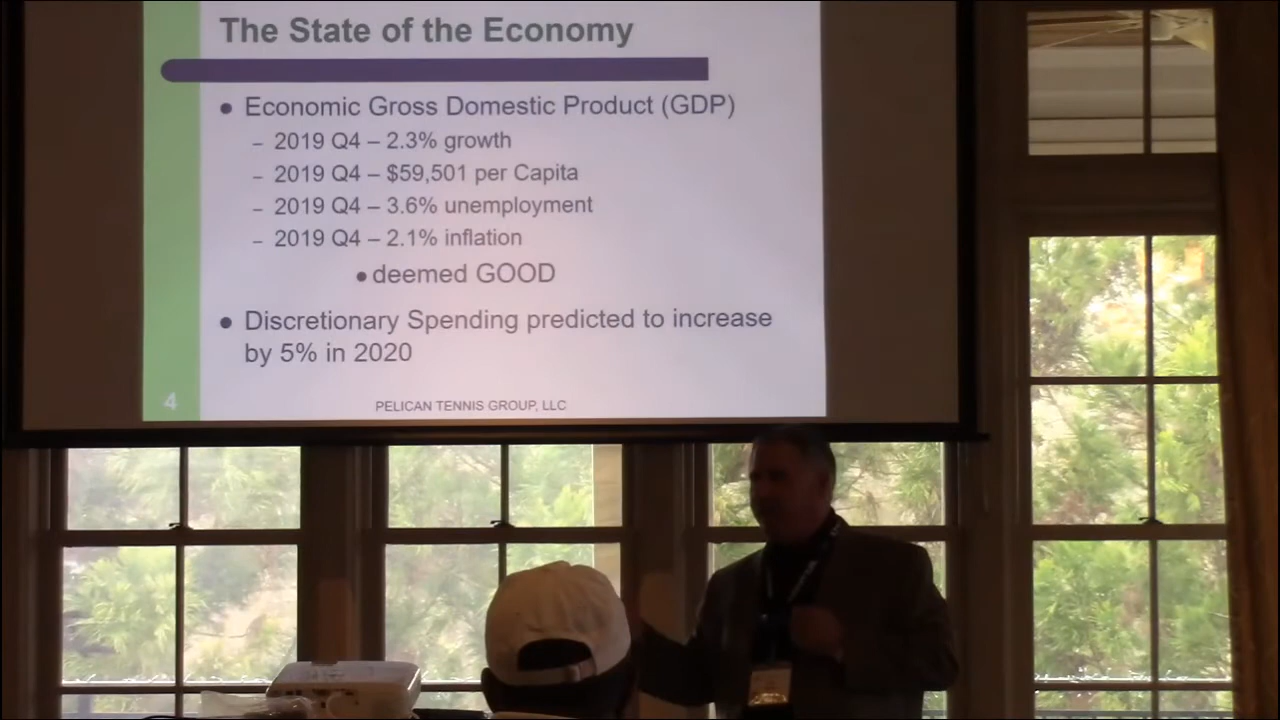 The State of the Economy
● Economic Gross Domestic Product (GDP)
– 2019 Q4 – 2.3% growth
– 2019 Q4 – $59,501 per Capita
– 2019 Q4 – 3.6% unemployment
– 2019 Q4 – 2.1% inflation
● deemed GOOD
● Discretionary Spending predicted to increase
by 5% in 2020
4
PELICAN TENNIS GROUP, LLC